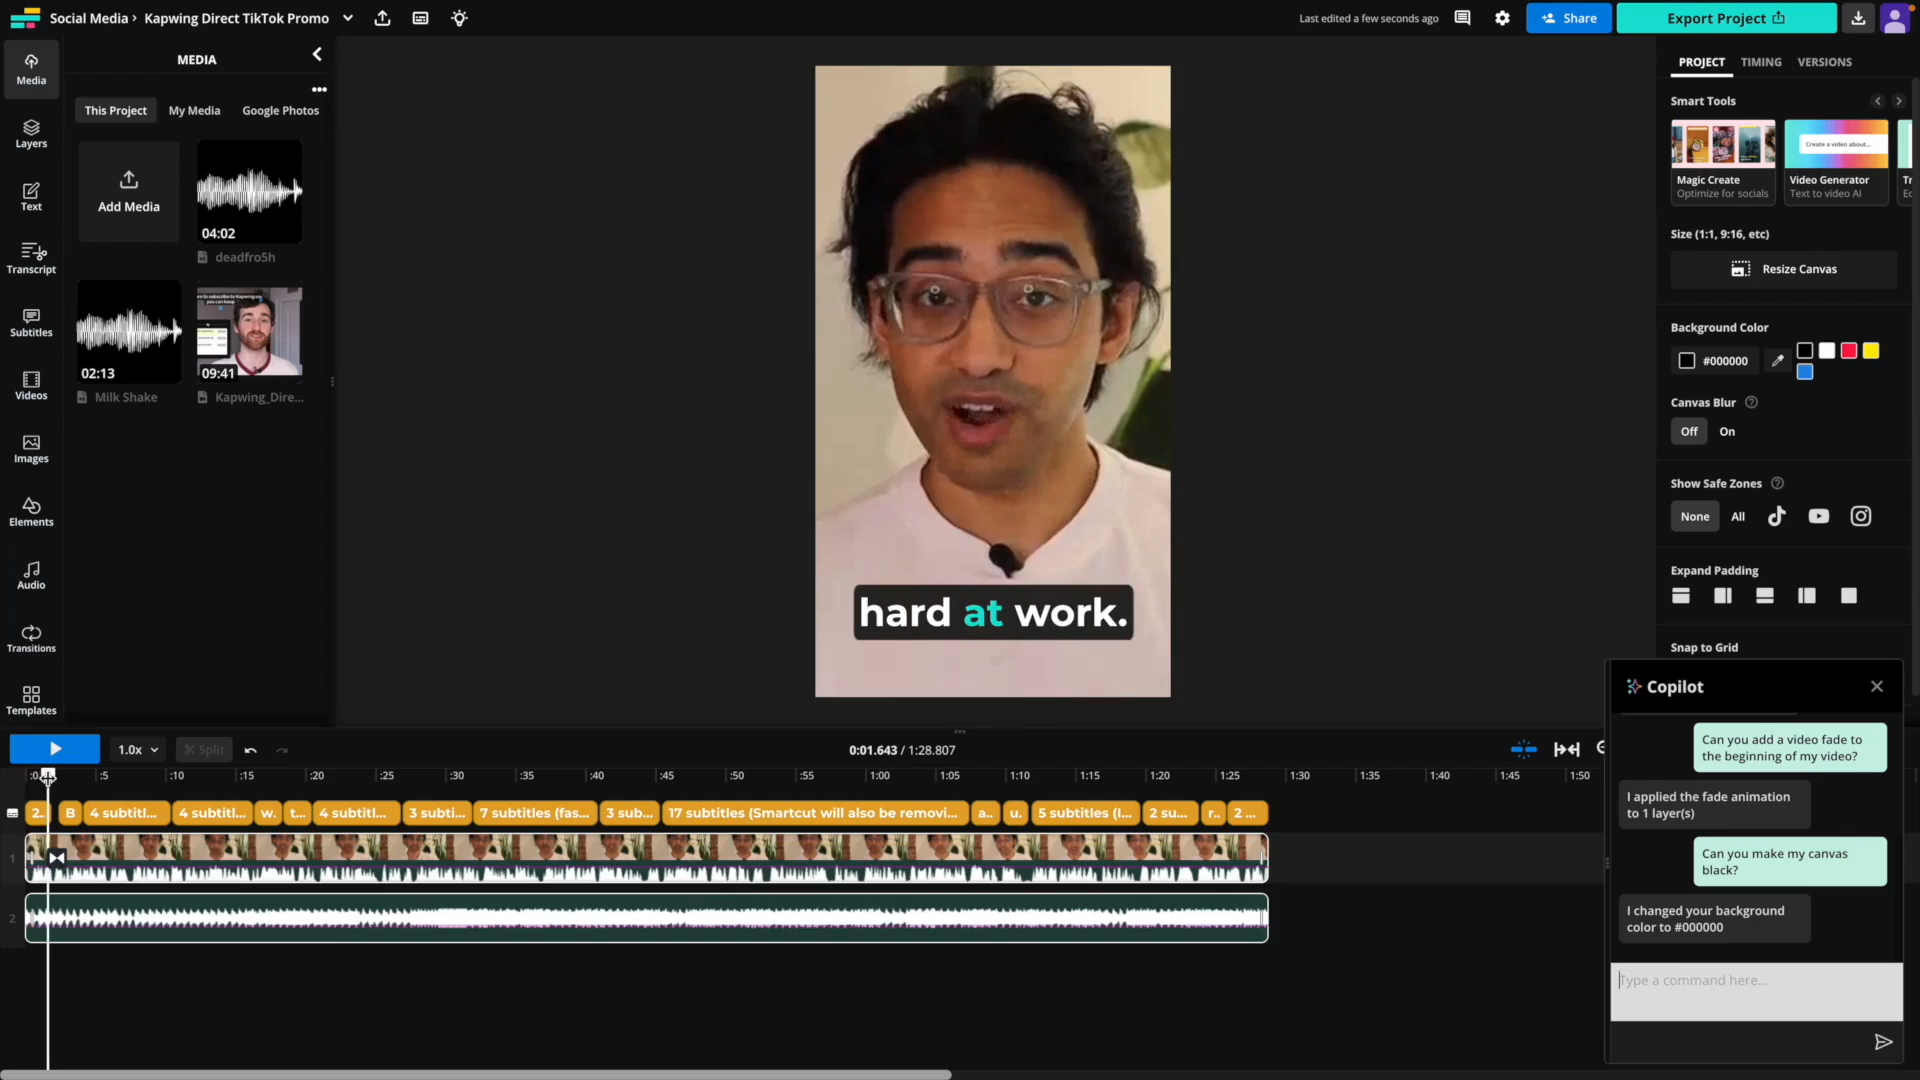 Social Media › Kapwing Direct TikTok Promo
Last edited a few seconds ago
Share
Export Project
Media
Layers
Text
Transcript
Subtitles
Videos
Images
Elements
Audio
Transitions
Templates
MEDIA
This Project
My Media
Google Photos
Add Media
04:02
deadfro5h
02:13
Milk Shake
09:41
Kapwing_Dire...
hard at work.
PROJECT
TIMING
VERSIONS
Smart Tools
Magic Create
Optimize for socials
Create a video about...
Video Generator
Text to video AI
Size (1:1, 9:16, etc)
Resize Canvas
Background Color
#000000
Canvas Blur
Off
On
Show Safe Zones
None
All
Expand Padding
Snap to Grid
Copilot
Can you add a video fade to
the beginning of my video?
I applied the fade animation
to 1 layer(s)
Can you make my canvas
black?
I changed your background
color to #000000
Type a command here...
1.0x
Split
0:01.643 / 1:28.807
:0 :5 :10 :15 :20 :25 :30 :35 :40 :45 :50 :55 1:00 1:05 1:10 1:15 1:20 1:25 1:30 1:35 1:40 1:45 1:50
2. B 4 subtitl... 4 subtitl... w. t... 4 subtitl... 3 subti... 7 subtitles (fas... 3 sub... 17 subtitles (Smartcut will also be removi... a.. u. 5 subtitles (l... 2 su... r.. 2 ...
1
2